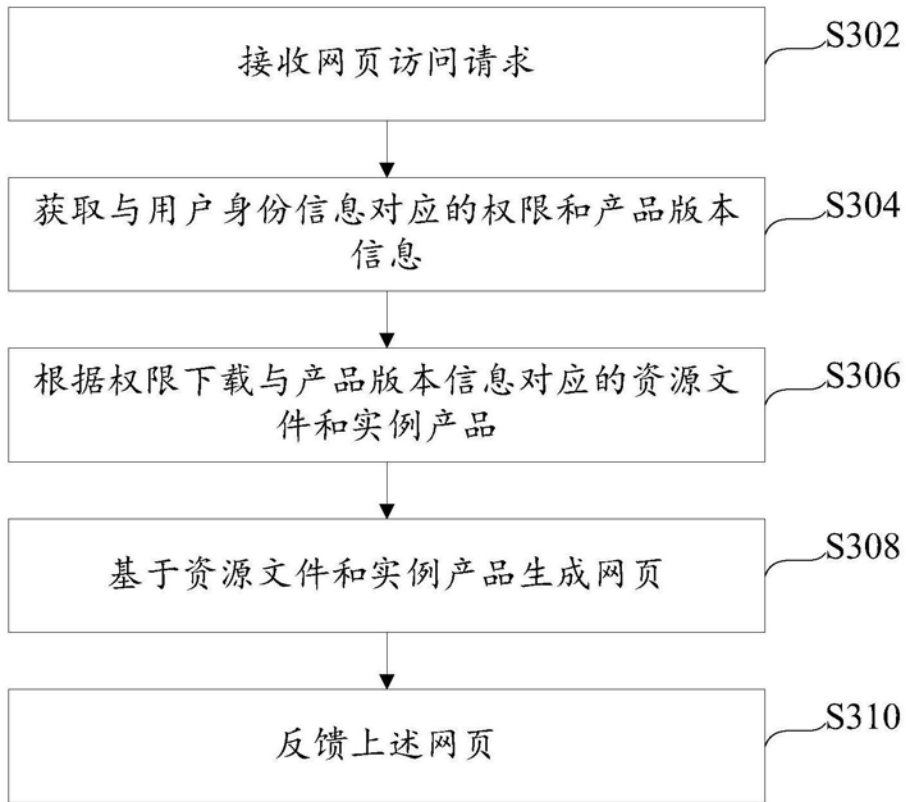 接收网页访问请求
S302
获取与用户身份信息对应的权限和产品版本
信息
S304
根据权限下载与产品版本信息对应的资源文
件和实例产品
S306
基于资源文件和实例产品生成网页
S308
反馈上述网页
S310